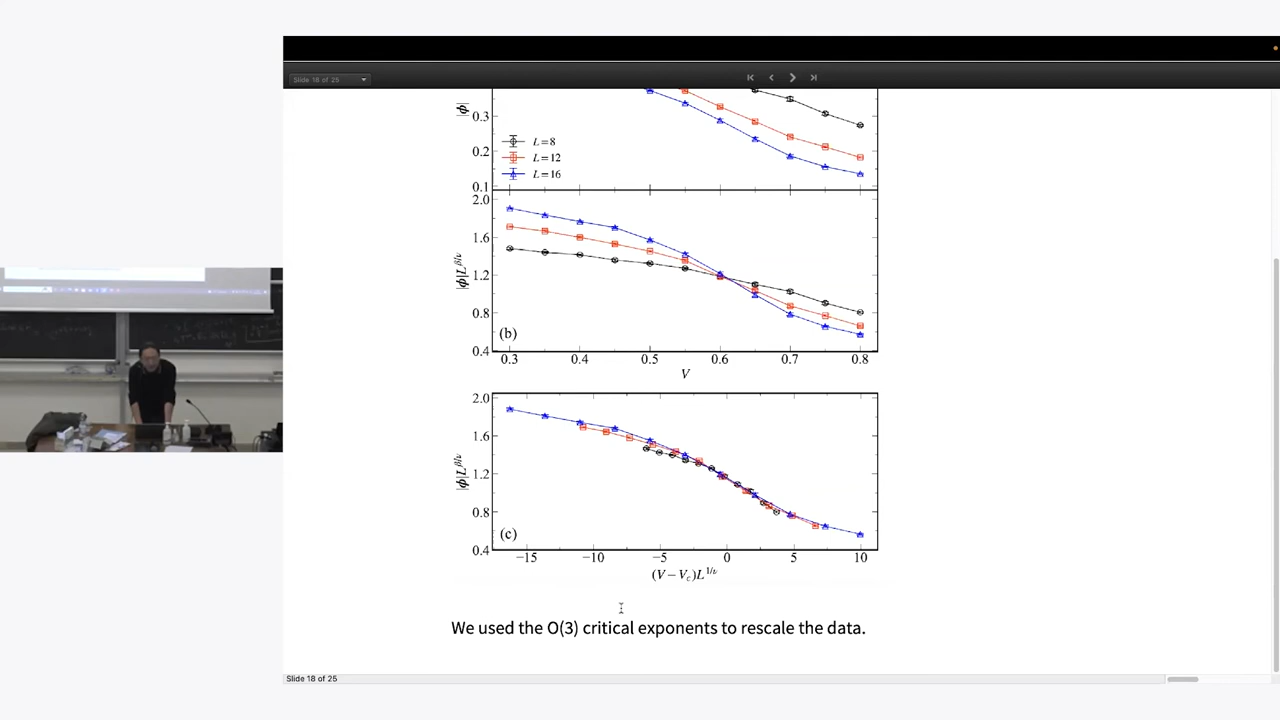 Slide 18 of 25
|ϕ|
0.3
0.2
0.1
L=8
L=12
L=16
|ϕ|L^{β/ν}
2.0
1.6
1.2
0.8
0.4
(b)
0.3 0.4 0.5 0.6 0.7 0.8
V
|ϕ|L^{β/ν}
2.0
1.6
1.2
0.8
0.4
(c)
−15 −10 −5 0 5 10
(V−V_c)L^{1/ν}
We used the O(3) critical exponents to rescale the data.
Slide 18 of 25